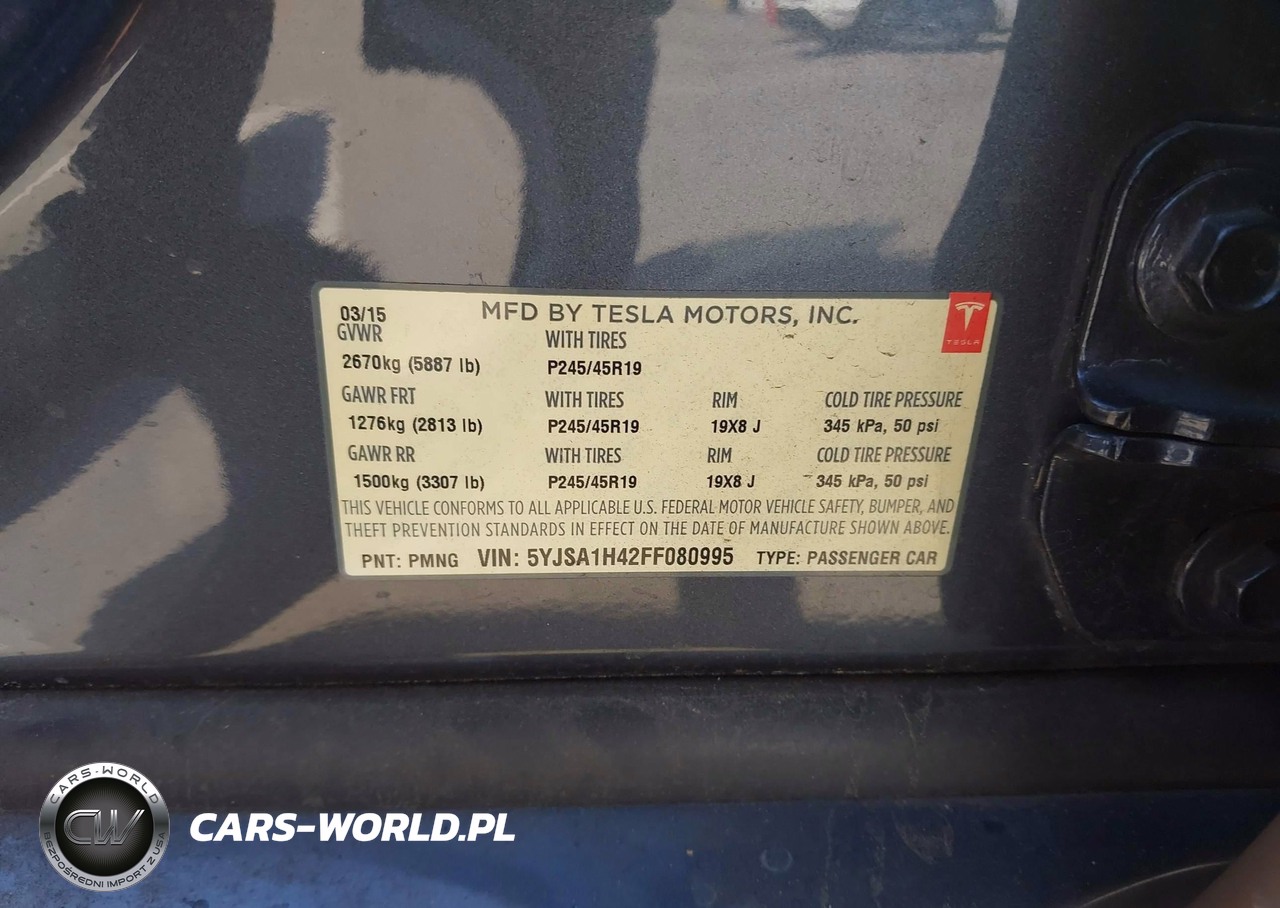 03/15 MFD BY TESLA MOTORS, INC.
TESLA
GVWR WITH TIRES
2670kg (5887 lb) P245/45R19
GAWR FRT WITH TIRES RIM COLD TIRE PRESSURE
1276kg (2813 lb) P245/45R19 19X8 J 345 kPa, 50 psi
GAWR RR WITH TIRES RIM COLD TIRE PRESSURE
1500kg (3307 lb) P245/45R19 19X8 J 345 kPa, 50 psi
THIS VEHICLE CONFORMS TO ALL APPLICABLE U.S. FEDERAL MOTOR VEHICLE SAFETY, BUMPER, AND
THEFT PREVENTION STANDARDS IN EFFECT ON THE DATE OF MANUFACTURE SHOWN ABOVE.
PNT: PMNG VIN: 5YJSA1H42FF080995 TYPE: PASSENGER CAR
CARS-WORLD
CW
BEZPOŚREDNI IMPORT Z USA
CARS-WORLD.PL